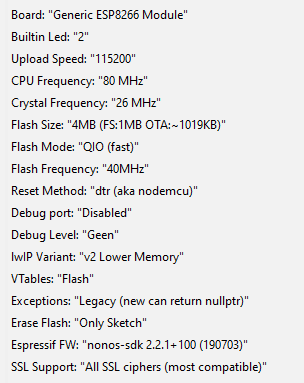 Board: "Generic ESP8266 Module"
Builtin Led: "2"
Upload Speed: "115200"
CPU Frequency: "80 MHz"
Crystal Frequency: "26 MHz"
Flash Size: "4MB (FS:1MB OTA:~1019KB)"
Flash Mode: "QIO (fast)"
Flash Frequency: "40MHz"
Reset Method: "dtr (aka nodemcu)"
Debug port: "Disabled"
Debug Level: "Geen"
lwIP Variant: "v2 Lower Memory"
VTables: "Flash"
Exceptions: "Legacy (new can return nullptr)"
Erase Flash: "Only Sketch"
Espressif FW: "nonos-sdk 2.2.1+100 (190703)"
SSL Support: "All SSL ciphers (most compatible)"